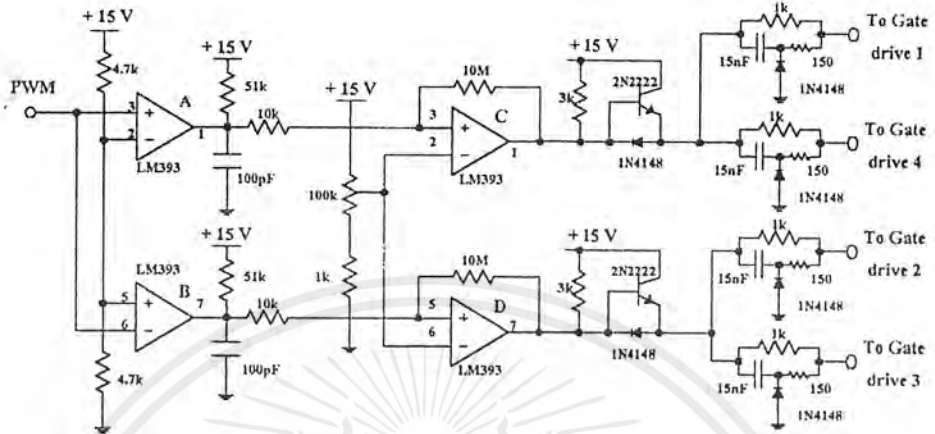 + 15 V
4.7k
PWM
3
2
A
1
LM393
+ 15 V
51k
10k
100pF
+ 15 V
100k
1k
10M
3
2
C
1
LM393
+ 15 V
3k
2N2222
1N4148
1k
15nF
150
1N4148
To Gate
drive 1
1k
15nF
150
1N4148
To Gate
drive 4
LM393
5
6
B
7
4.7k
+ 15 V
51k
10k
100pF
10M
5
6
D
7
LM393
+ 15 V
3k
2N2222
1N4148
1k
15nF
150
1N4148
To Gate
drive 2
1k
15nF
150
1N4148
To Gate
drive 3